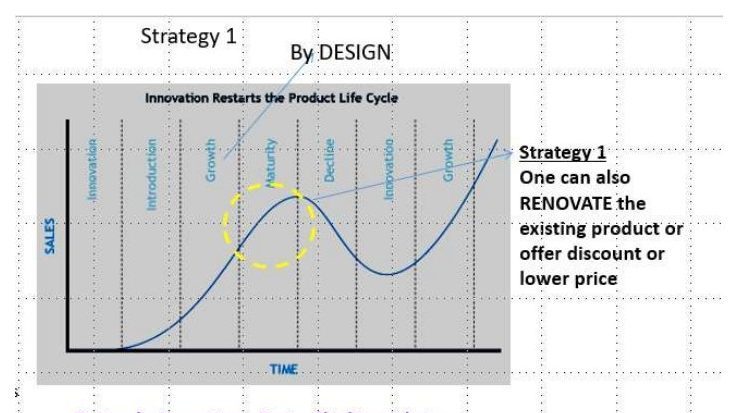 Strategy 1
By DESIGN
Innovation Restarts the Product Life Cycle
Innovation
Introduction
Growth
Maturity
Decline
Innovation
Growth
SALES
TIME
Strategy 1
One can also
RENOVATE the
existing product or
offer discount or
lower price